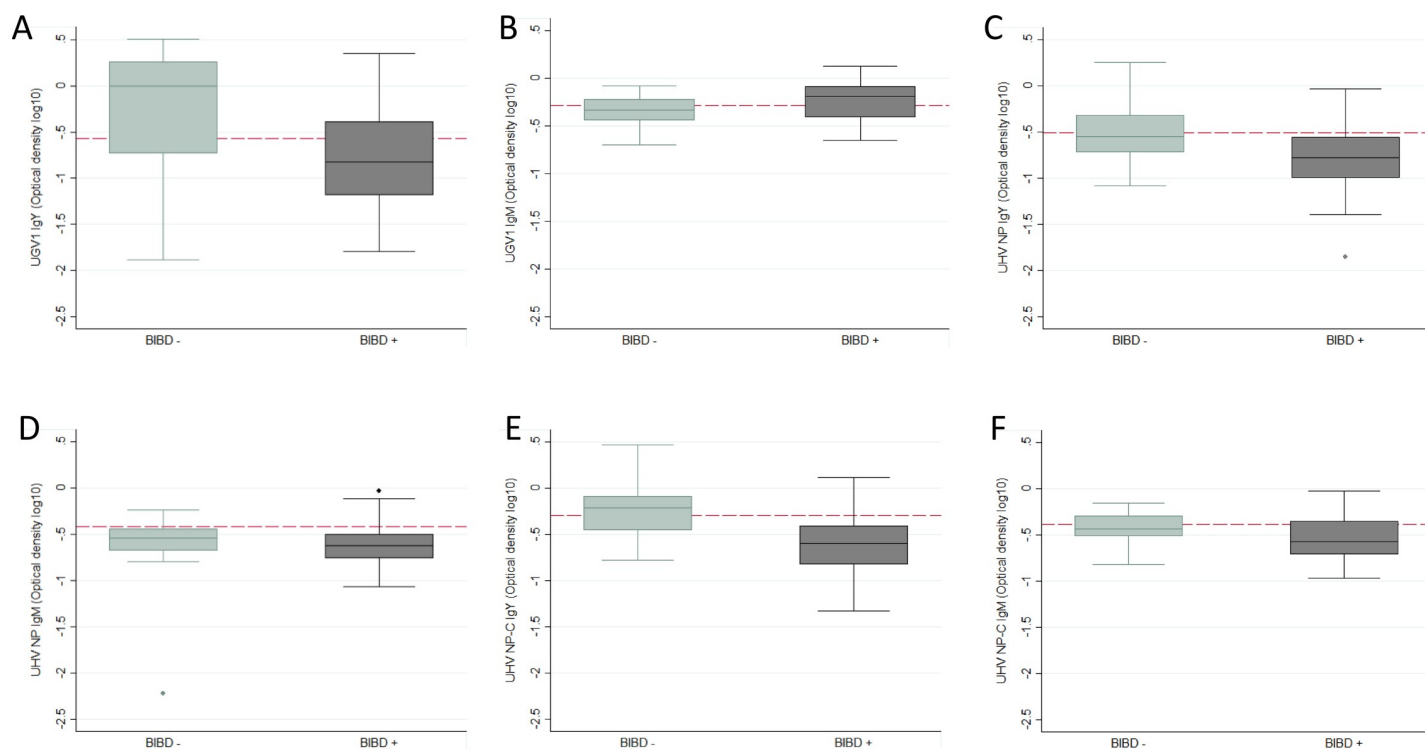 A
UGV1 IgY (Optical density log10)
.5
0
-.5
-1
-1.5
-2
-2.5
BIBD -
BIBD +
B
UGV1 IgM (Optical density log10)
.5
0
-.5
-1
-1.5
-2
-2.5
BIBD -
BIBD +
C
UHV NP IgY (Optical density log10)
.5
0
-.5
-1
-1.5
-2
-2.5
BIBD -
BIBD +
D
UHV NP IgM (Optical density log10)
.5
0
-.5
-1
-1.5
-2
-2.5
BIBD -
BIBD +
E
UHV NP-C IgY (Optical density log10)
.5
0
-.5
-1
-1.5
-2
-2.5
BIBD -
BIBD +
F
UHV NP-C IgM (Optical density log10)
.5
0
-.5
-1
-1.5
-2
-2.5
BIBD -
BIBD +